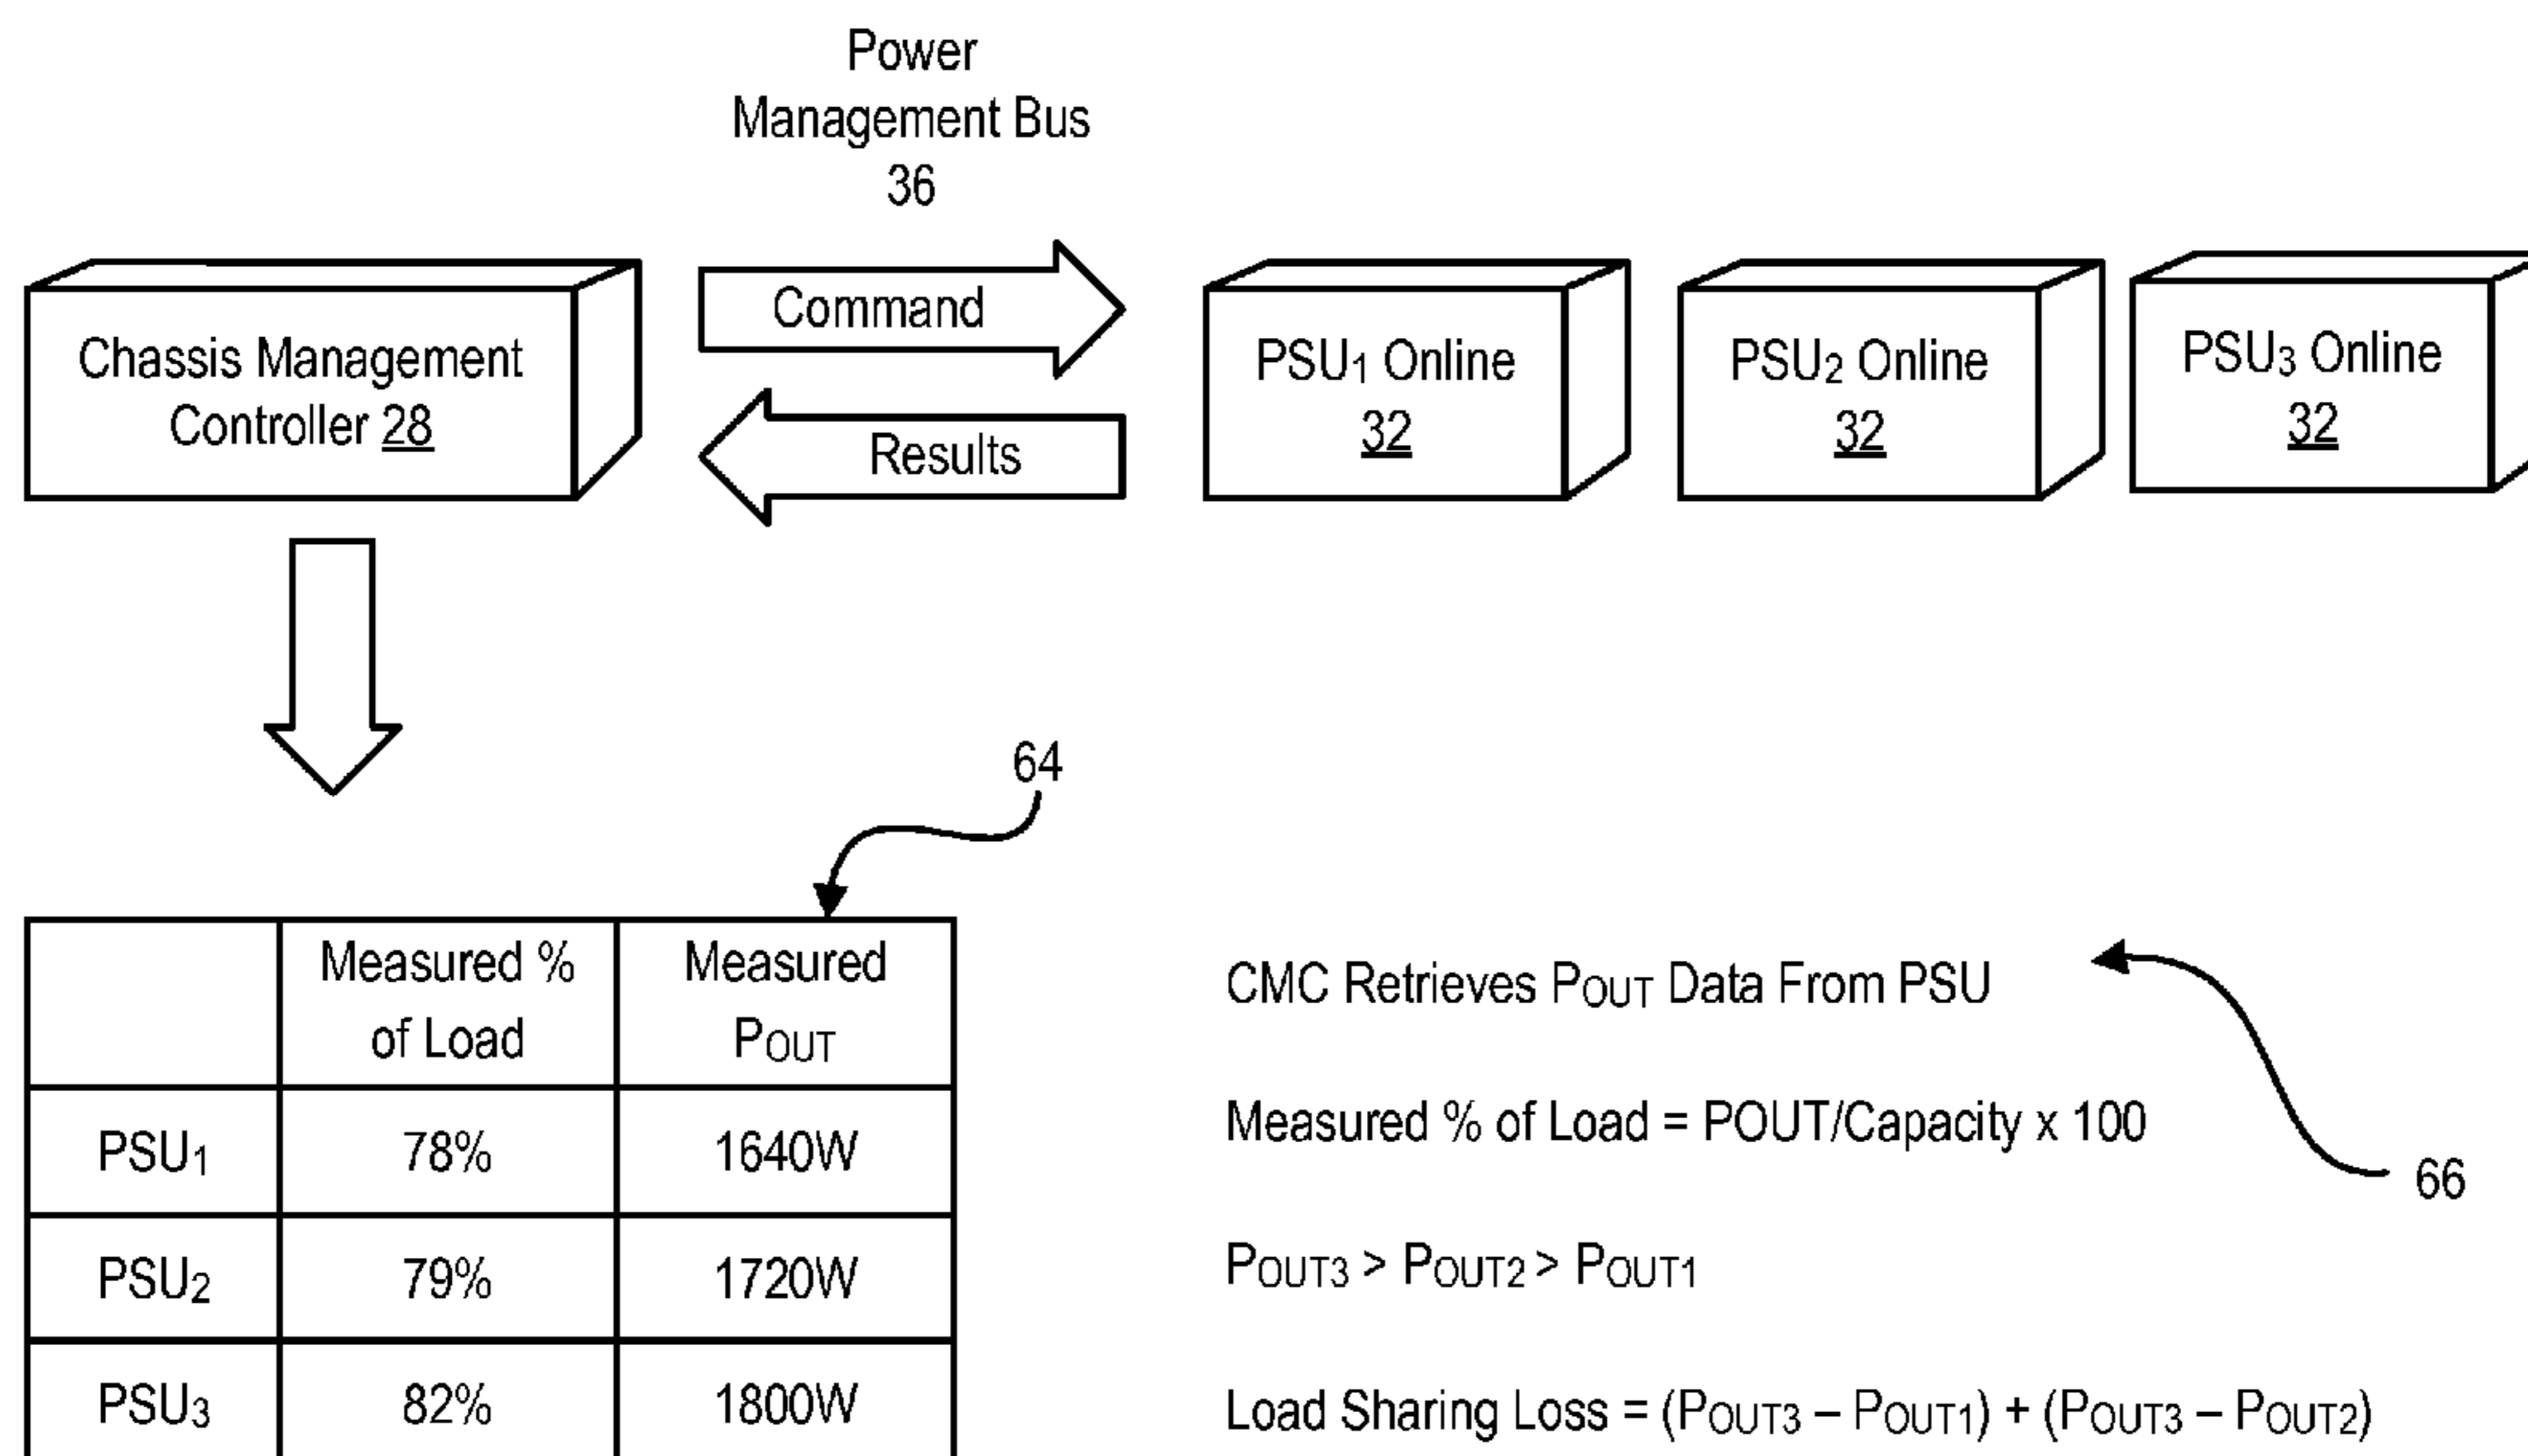 Power
Management Bus
36
Command
Results
Chassis Management
Controller 28
PSU1 Online
32
PSU2 Online
32
PSU3 Online
32
64
Measured %
of Load
Measured
POUT
PSU1 78% 1640W
PSU2 79% 1720W
PSU3 82% 1800W
CMC Retrieves POUT Data From PSU
Measured % of Load = POUT/Capacity x 100
66
POUT3 > POUT2 > POUT1
Load Sharing Loss = (POUT3 – POUT1) + (POUT3 – POUT2)